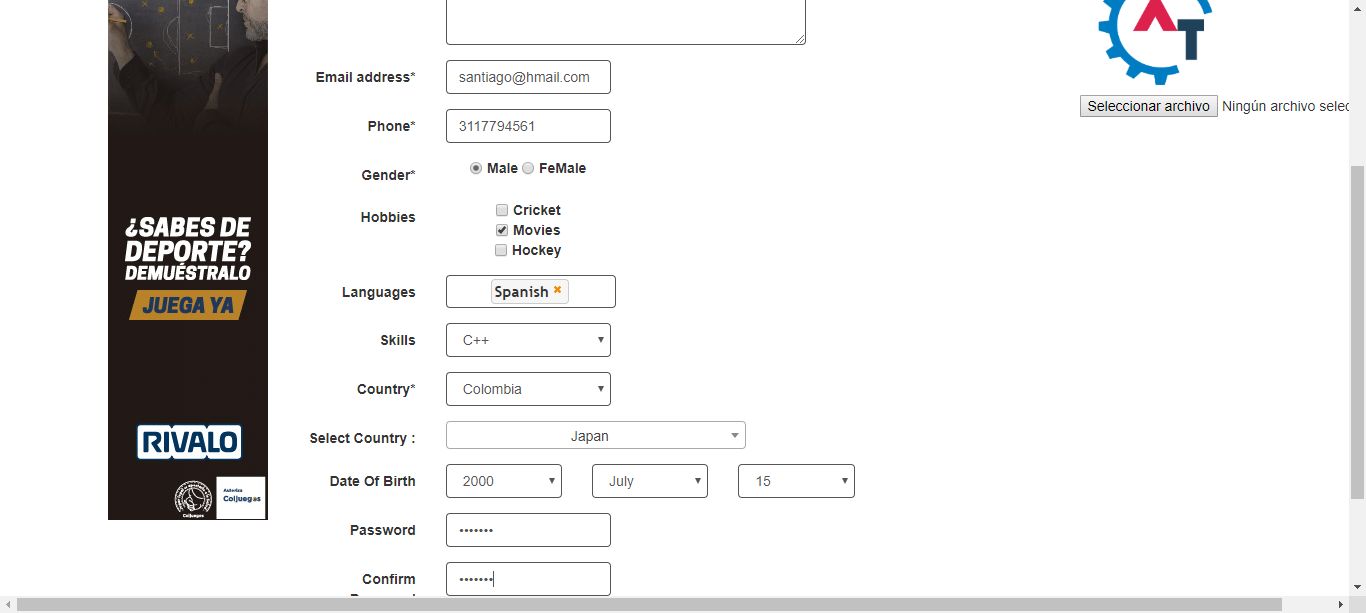 AT
Email address*
santiago@hmail.com
Seleccionar archivo Ningún archivo selec
Phone*
3117794561
Gender*
Male FeMale
Hobbies
Cricket
Movies
Hockey
¿SABES DE
DEPORTE?
DEMUÉSTRALO
JUEGA YA
Languages
Spanish
Skills
C++
Country*
Colombia
Select Country :
Japan
RIVALO
Date Of Birth
2000 July 15
Autoriza
Coljuegos
Coljuegos
Password
•••••••
Confirm
•••••••